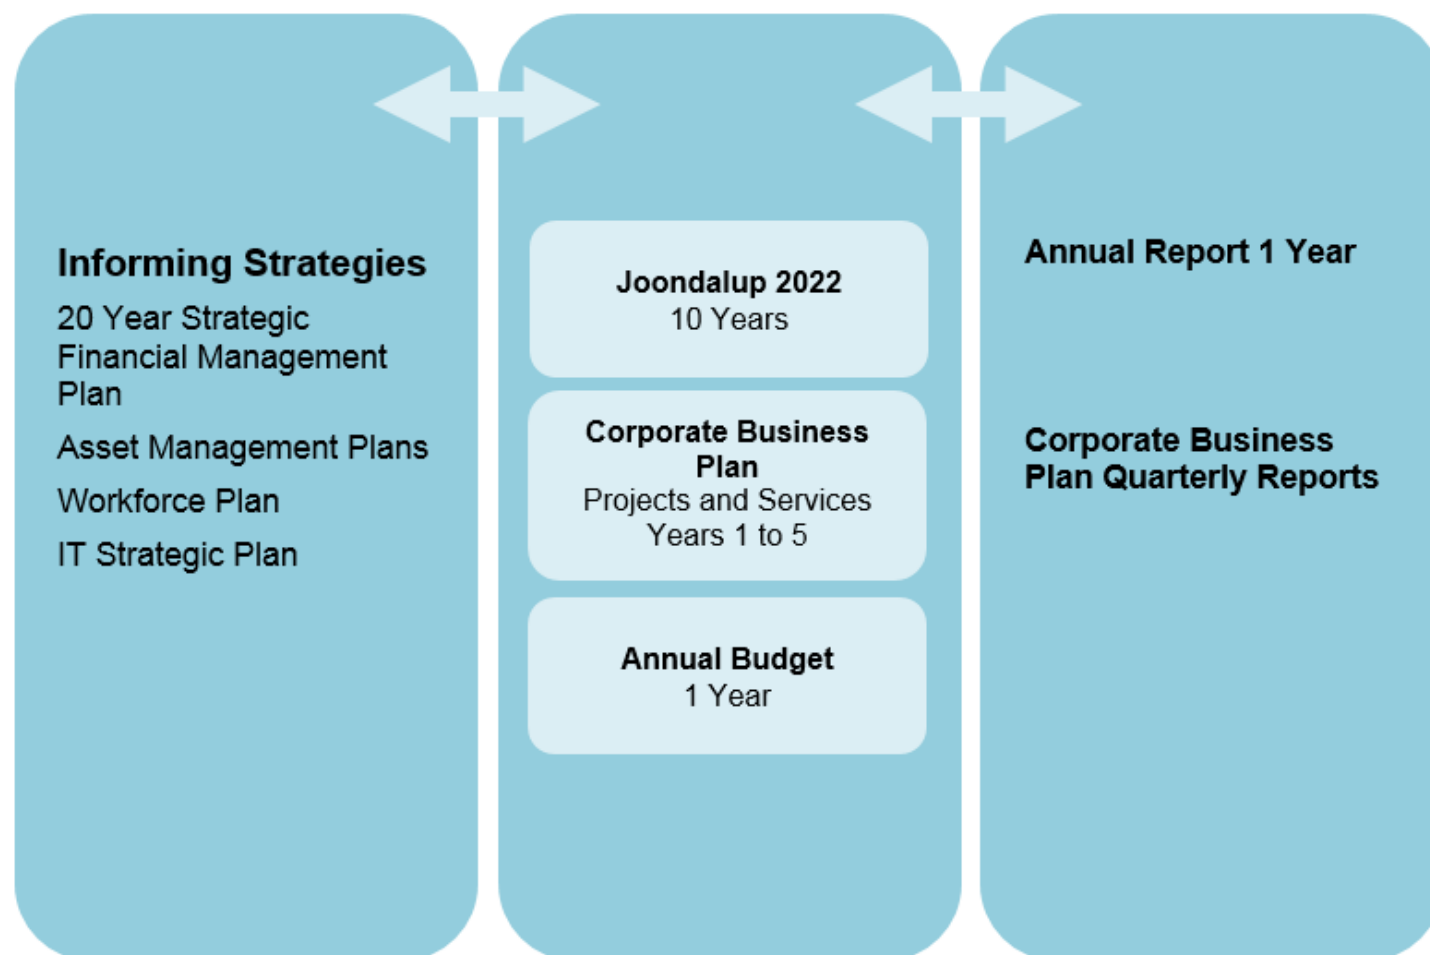 Informing Strategies
20 Year Strategic
Financial Management
Plan
Asset Management Plans
Workforce Plan
IT Strategic Plan
Joondalup 2022
10 Years
Corporate Business
Plan
Projects and Services
Years 1 to 5
Annual Budget
1 Year
Annual Report 1 Year
Corporate Business
Plan Quarterly Reports